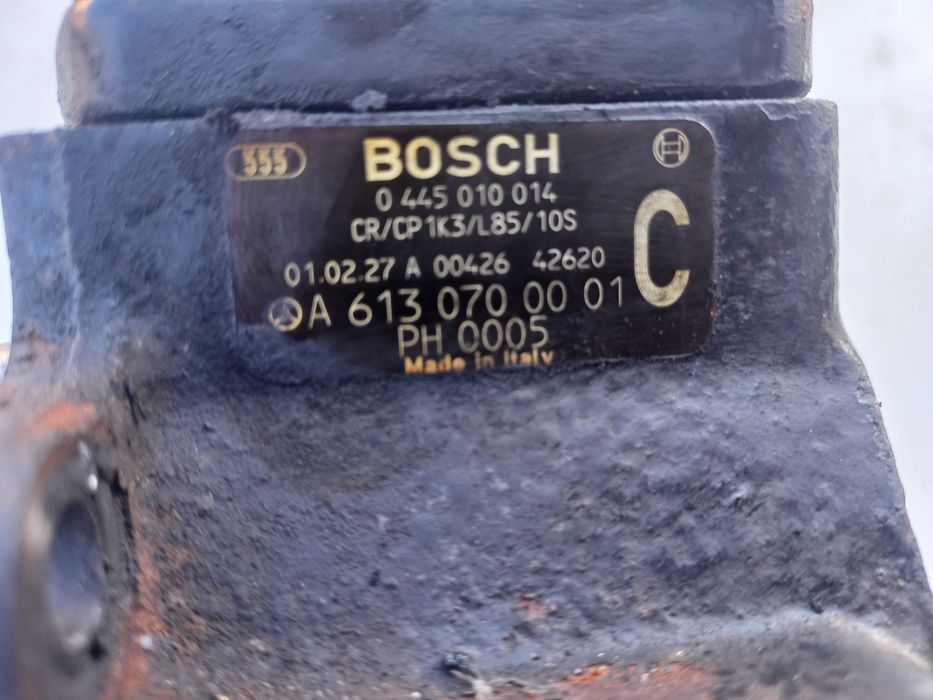 555
BOSCH
0 445 010 014
CR/CP1K3/L85/10S
C
01.02.27 A 00426 42620
A 613 070 00 01
PH 0005
Made in Italy